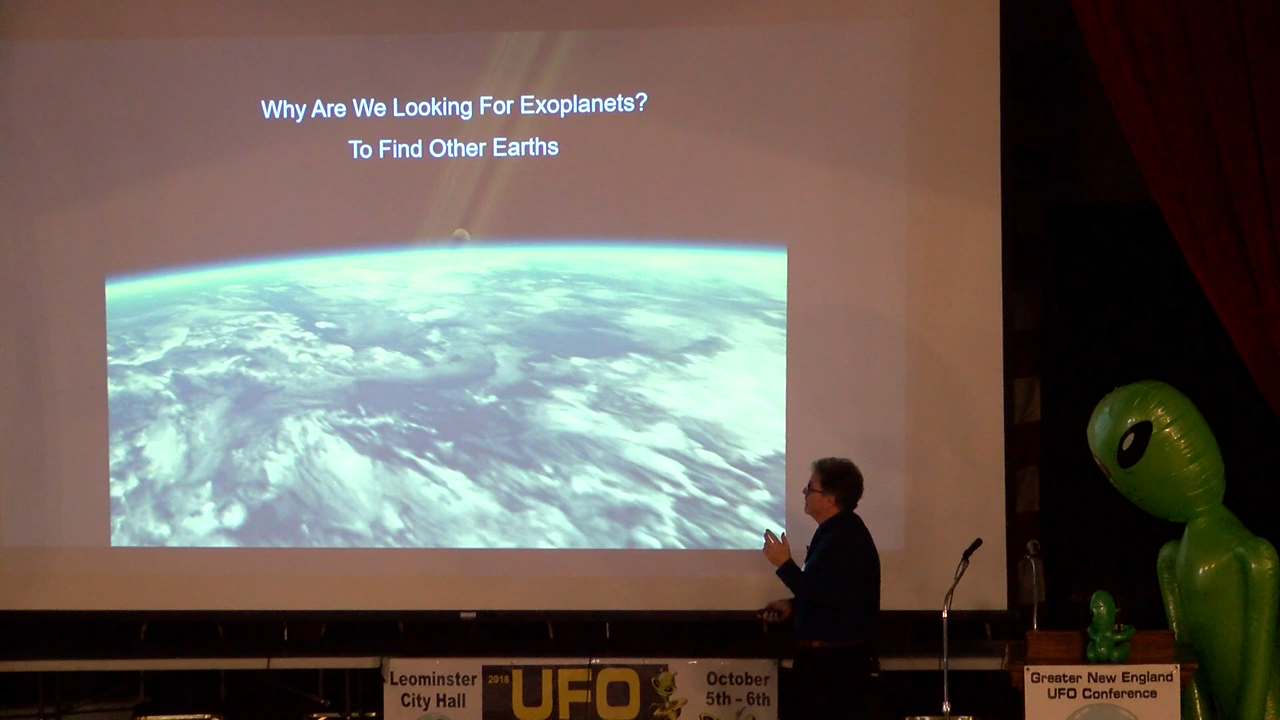 Why Are We Looking For Exoplanets?
To Find Other Earths
Leominster
City Hall
2018 UFO
October
5th - 6th
Greater New England
UFO Conference